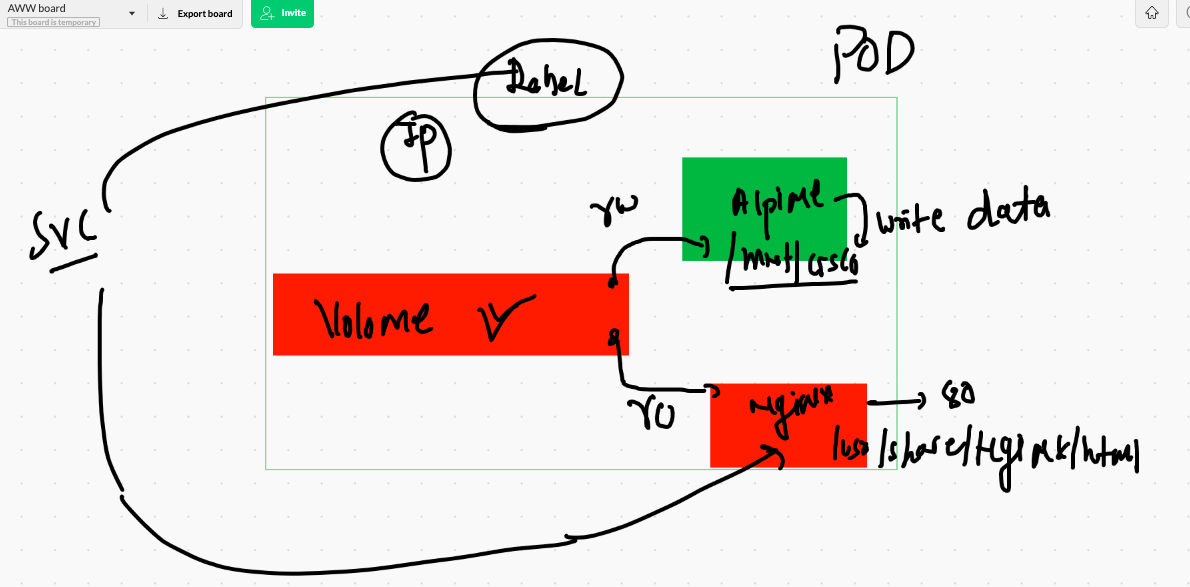 AWW board
This board is temporary
Export board
Invite
POD
Label
IP
SVC
rw
Alpine
write data
/mnt/cisco
Volome
ro
nginx
80
/usr/share/nginx/html